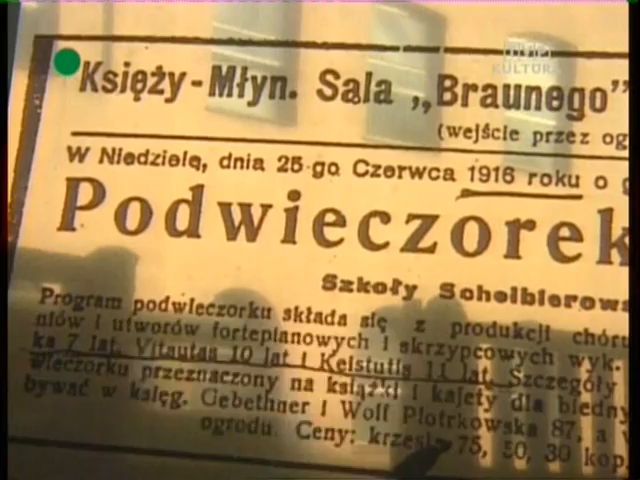 TVP
KULTURA
Księży-Młyn. Sala „Braunego”
(wejście przez og
W Niedzielę, dnia 25-go Czerwca 1916 roku o g
Podwieczorek
Szkoły Scheiblerows
Program podwieczorku składa się z produkcji chóru
niów i utworów fortepianowych i skrzypcowych wyk.
ka 7 lat, Vitautas 10 lat i Keistutis 11 lat. Szczegóły
wieczorku przeznaczony na książki i kajety dla biedny
bywać w księg. Gebethner i Wolf Piotrkowska 87, a
ogrodu. Ceny: krzesła 75, 50, 30 kop.